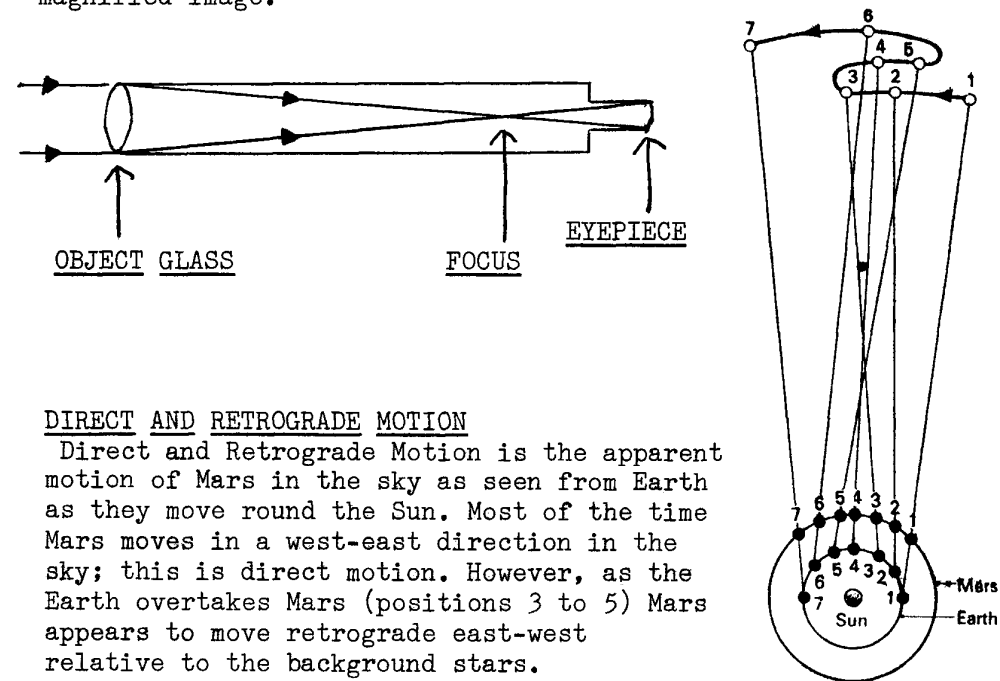 magnified image.
OBJECT GLASS
FOCUS
EYEPIECE
DIRECT AND RETROGRADE MOTION
Direct and Retrograde Motion is the apparent
motion of Mars in the sky as seen from Earth
as they move round the Sun. Most of the time
Mars moves in a west-east direction in the
sky; this is direct motion. However, as the
Earth overtakes Mars (positions 3 to 5) Mars
appears to move retrograde east-west
relative to the background stars.
7
6
4
5
3
2
1
7
6
5
4
3
2
1
7
6
5
4
3
2
1
Sun
Mars
Earth